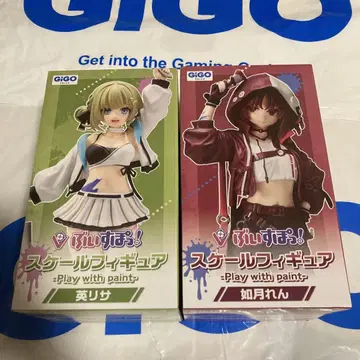 GiGO
Get into the Gaming
GiGO
ぶいすぽっ!
スケールフィギュア
-Play with paint-
英リサ
GiGO
ぶいすぽっ!
スケールフィギュア
-Play with paint-
如月れん
GiGO